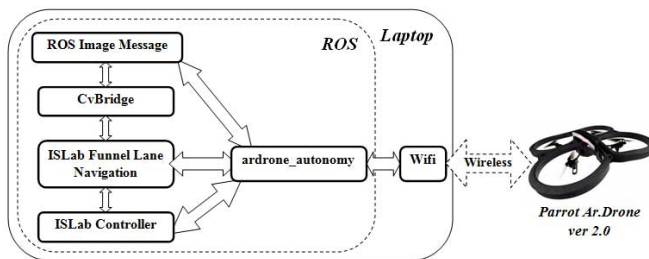 ROS Image Message
ROS
Laptop
CvBridge
ISLab Funnel Lane
Navigation
ardrone_autonomy
Wifi
Wireless
ISLab Controller
Parrot Ar.Drone
ver 2.0